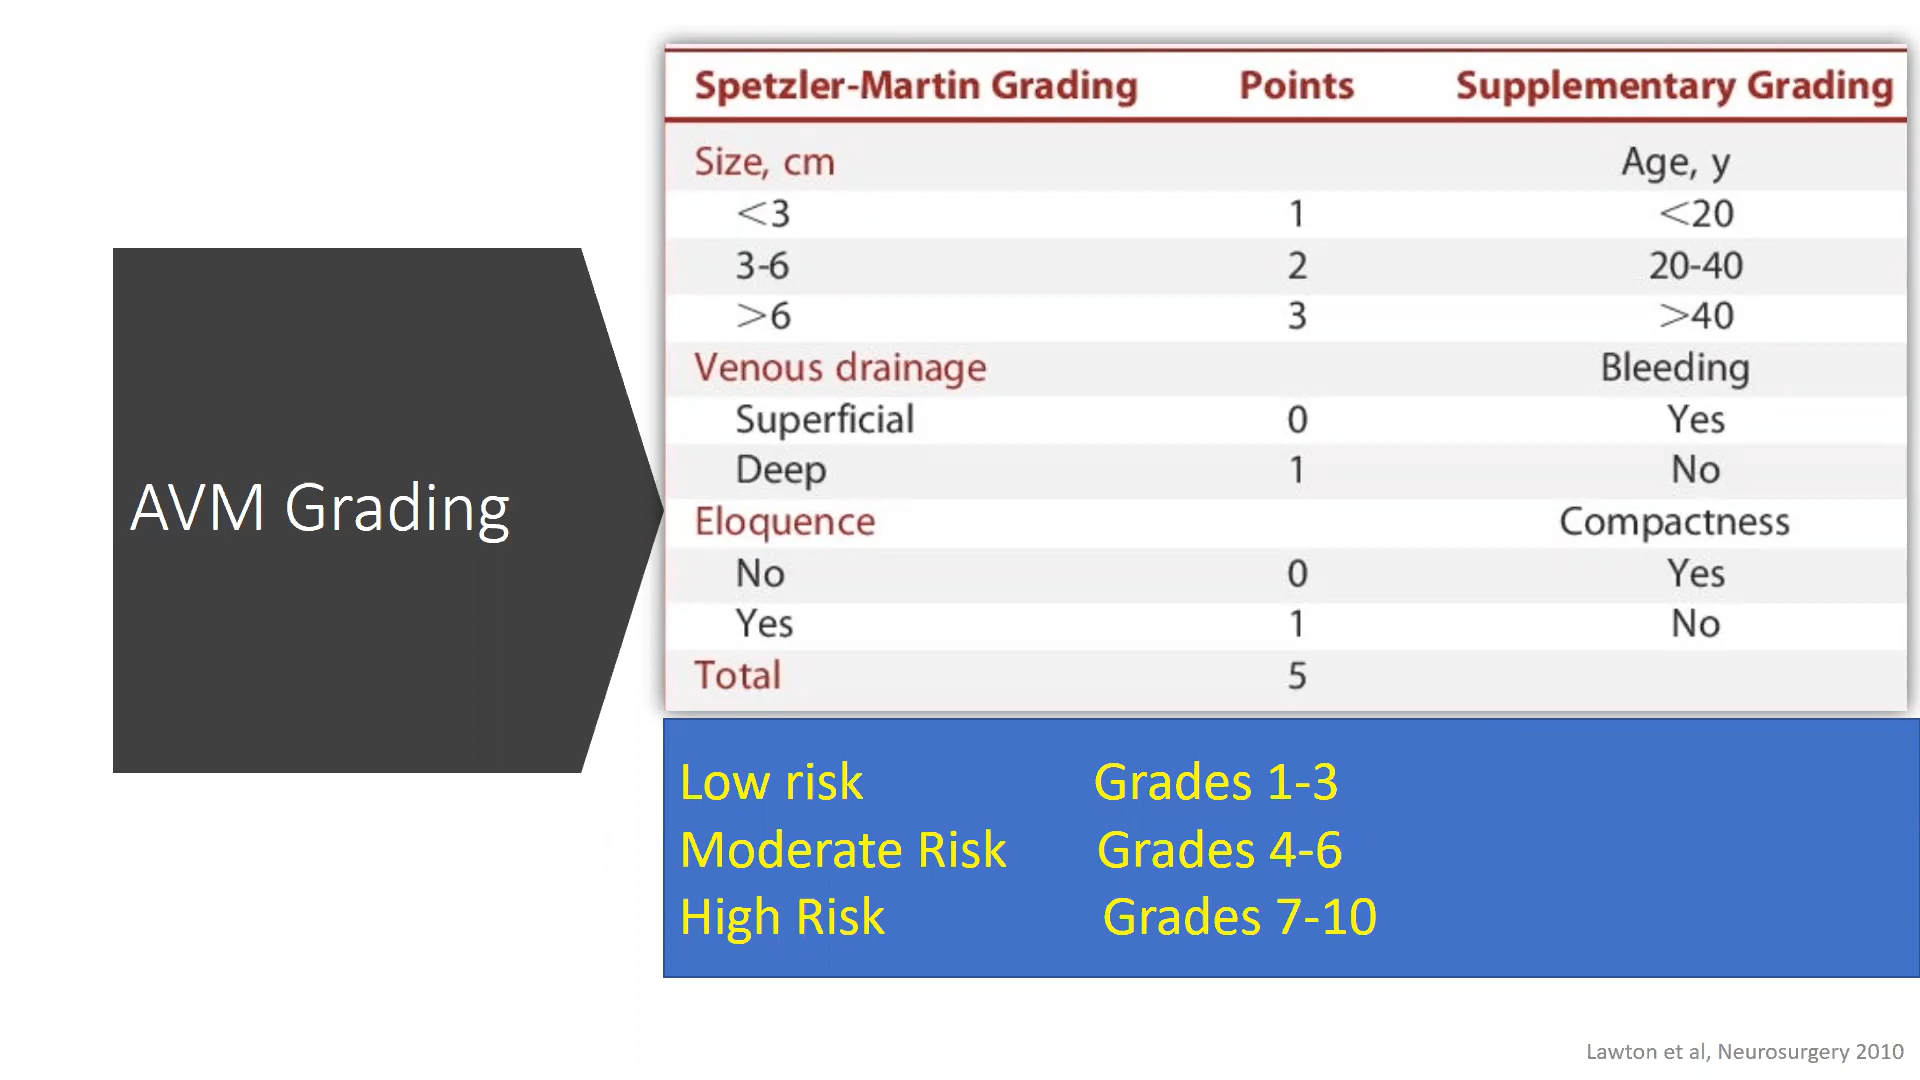 AVM Grading
Spetzler-Martin Grading Points Supplementary Grading
Size, cm Age, y
<3 1 <20
3-6 2 20-40
>6 3 >40
Venous drainage Bleeding
Superficial 0 Yes
Deep 1 No
Eloquence Compactness
No 0 Yes
Yes 1 No
Total 5
Low risk Grades 1-3
Moderate Risk Grades 4-6
High Risk Grades 7-10
Lawton et al, Neurosurgery 2010